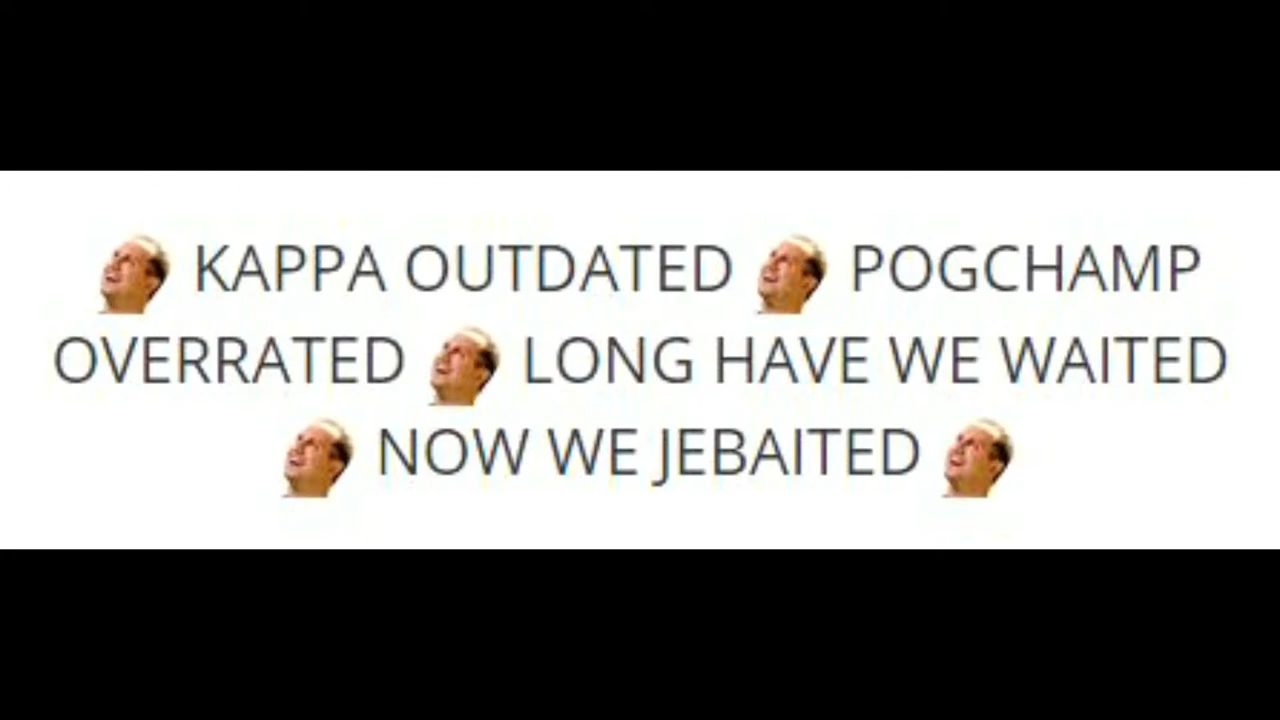 KAPPA OUTDATED POGCHAMP
OVERRATED LONG HAVE WE WAITED
NOW WE JEBAITED